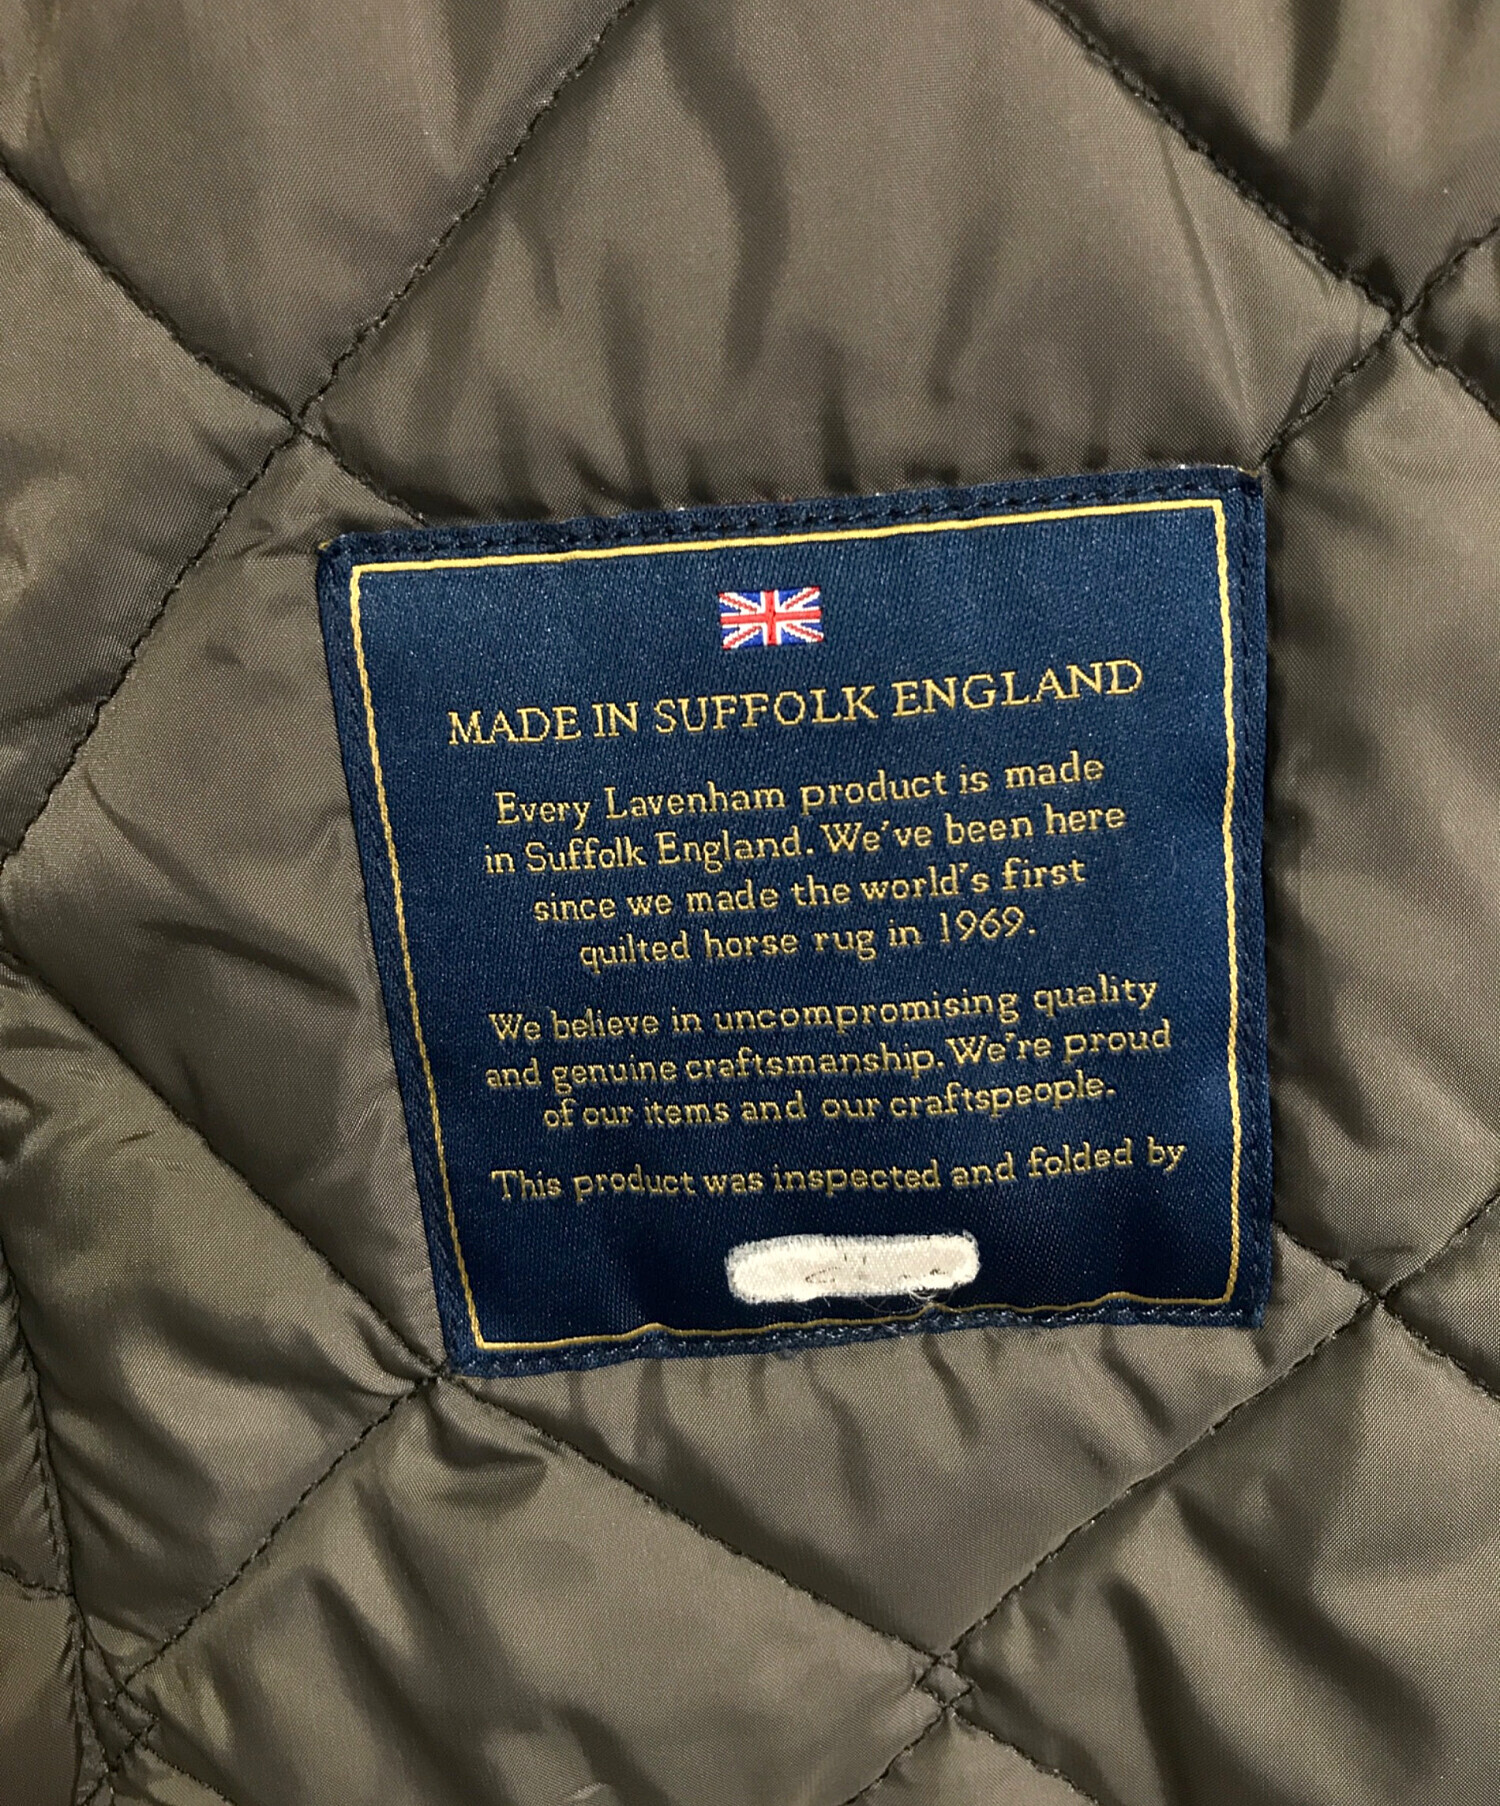 MADE IN SUFFOLK ENGLAND
Every Lavenham product is made
in Suffolk England. We've been here
since we made the world's first
quilted horse rug in 1969.
We believe in uncompromising quality
and genuine craftsmanship. We're proud
of our items and our craftspeople.
This product was inspected and folded by